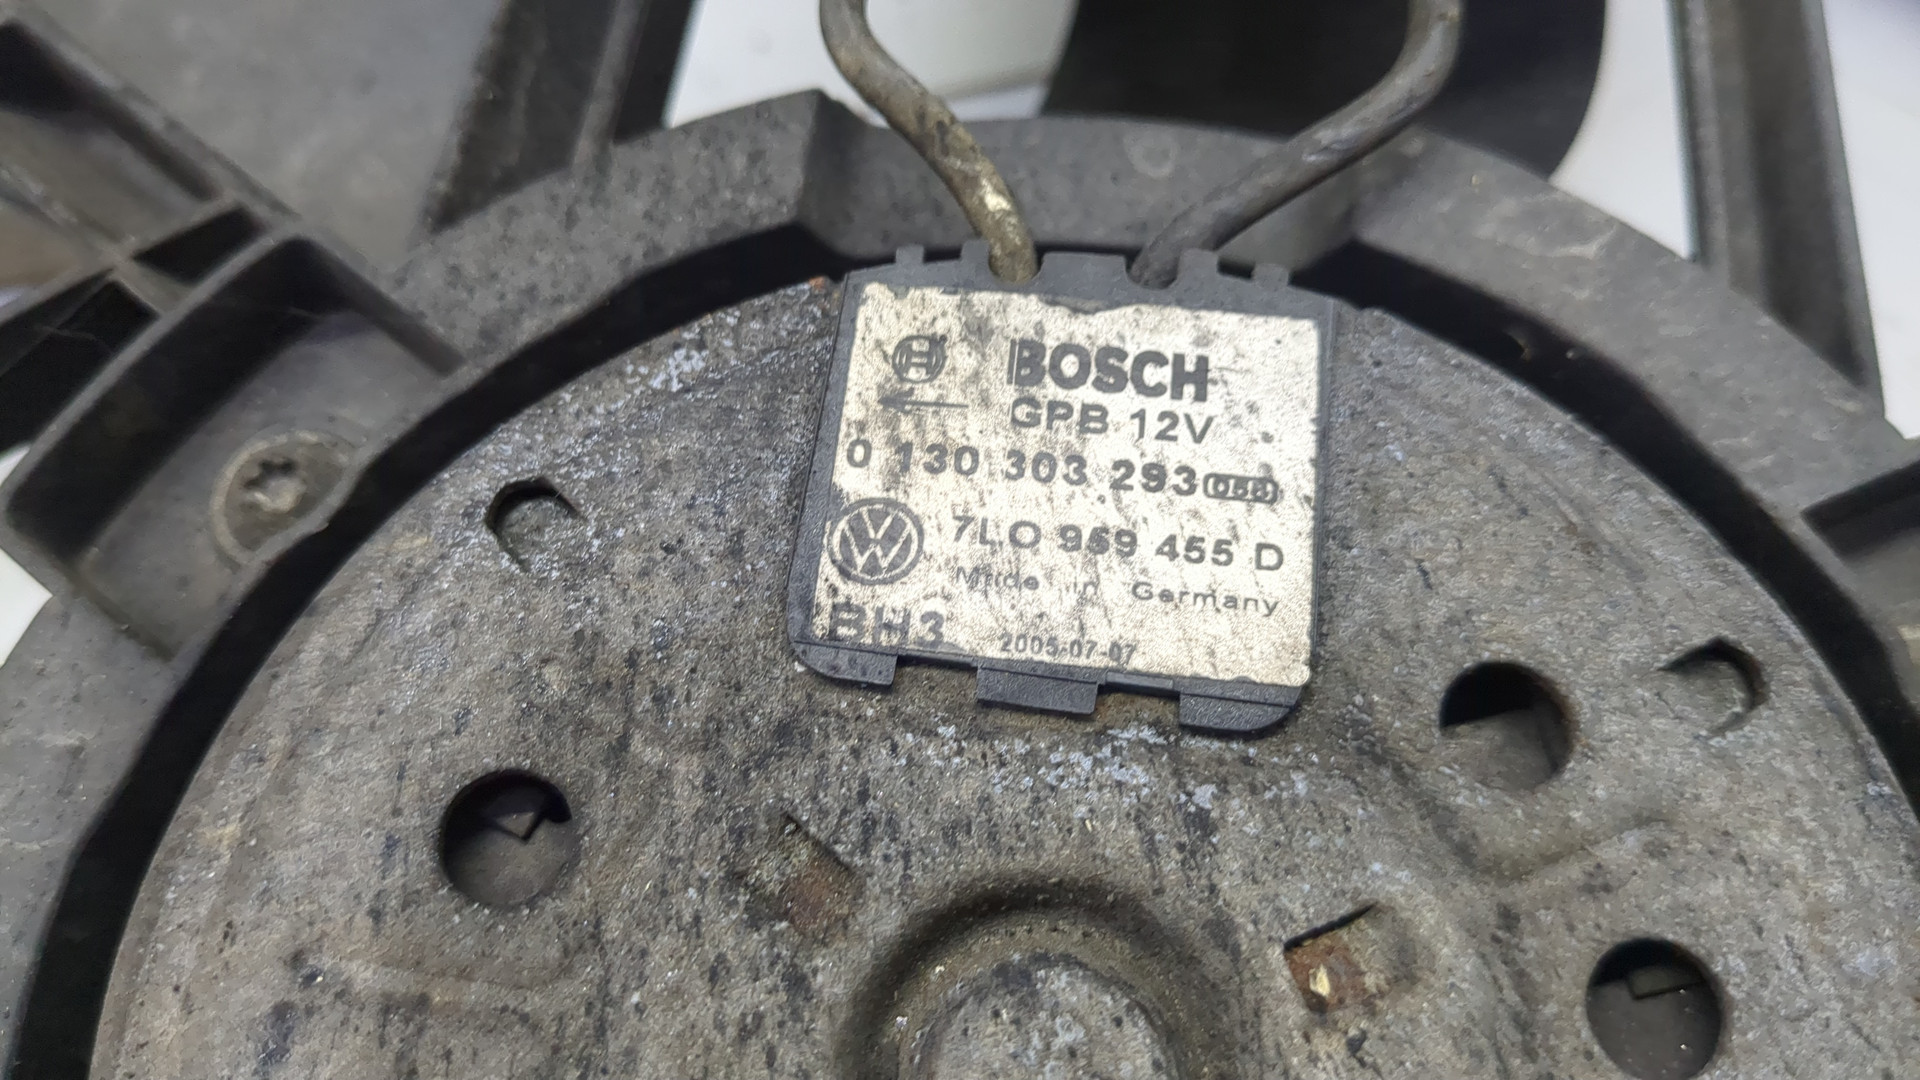 BOSCH
GPB 12V
0 130 303 293
7L0 959 455 D
Made in Germany
BH3
2005-07-07